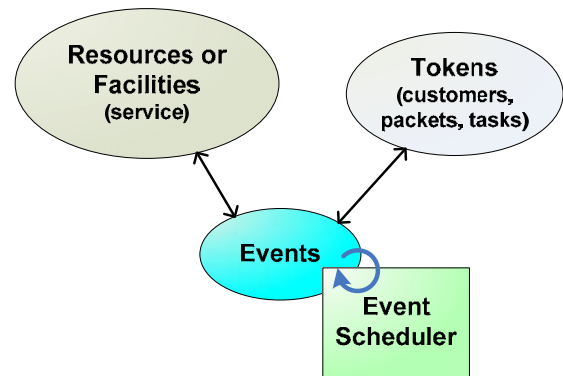 Resources or
Facilities
(service)
Tokens
(customers,
packets, tasks)
Events
Event
Scheduler